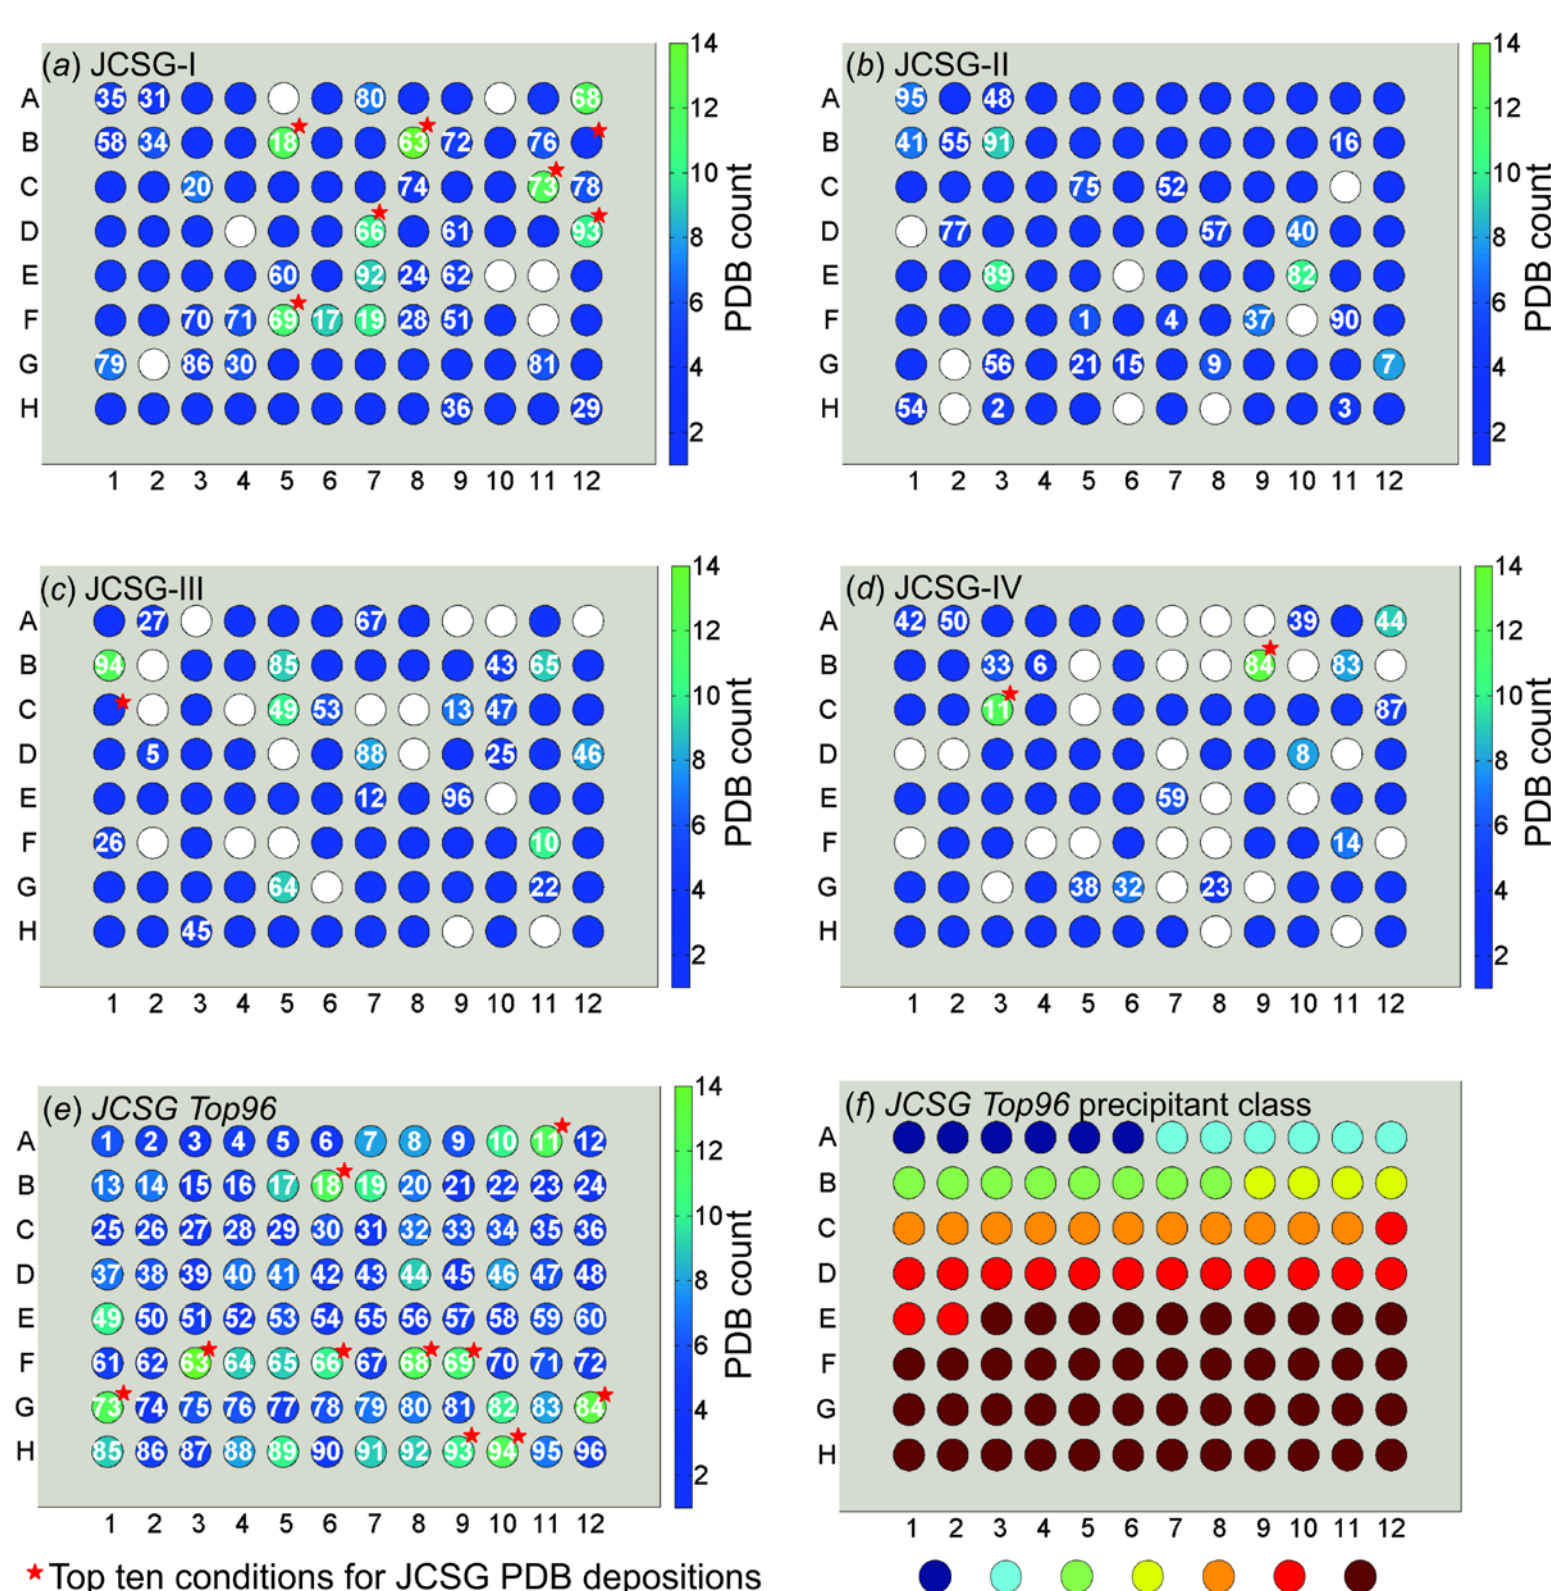 (a) JCSG-I
A 35 31 80 68
B 58 34 18 63 72 76
C 20 74 73 78
D 66 61 93
E 60 92 24 62
F 70 71 69 17 19 28 51
G 79 86 30 81
H 36 29
1 2 3 4 5 6 7 8 9 10 11 12
14
12
10
8
6
4
2
PDB count
(b) JCSG-II
A 95 48
B 41 55 91 16
C 75 52
D 77 57 40
E 89 82
F 1 4 37 90
G 56 21 15 9 7
H 54 2 3
1 2 3 4 5 6 7 8 9 10 11 12
14
12
10
8
6
4
2
PDB count
(c) JCSG-III
A 27 67
B 94 85 43 65
C 49 53 13 47
D 5 88 25 46
E 12 96
F 26 10
G 64 22
H 45
1 2 3 4 5 6 7 8 9 10 11 12
14
12
10
8
6
4
2
PDB count
(d) JCSG-IV
A 42 50 39 44
B 33 6 84 83
C 11 87
D 8
E 59
F 14
G 38 32 23
H
1 2 3 4 5 6 7 8 9 10 11 12
14
12
10
8
6
4
2
PDB count
(e) JCSG Top96
A 1 2 3 4 5 6 7 8 9 10 11 12
B 13 14 15 16 17 18 19 20 21 22 23 24
C 25 26 27 28 29 30 31 32 33 34 35 36
D 37 38 39 40 41 42 43 44 45 46 47 48
E 49 50 51 52 53 54 55 56 57 58 59 60
F 61 62 63 64 65 66 67 68 69 70 71 72
G 73 74 75 76 77 78 79 80 81 82 83 84
H 85 86 87 88 89 90 91 92 93 94 95 96
1 2 3 4 5 6 7 8 9 10 11 12
14
12
10
8
6
4
2
PDB count
(f) JCSG Top96 precipitant class
A
B
C
D
E
F
G
H
1 2 3 4 5 6 7 8 9 10 11 12
★ Top ten conditions for JCSG PDB depositions